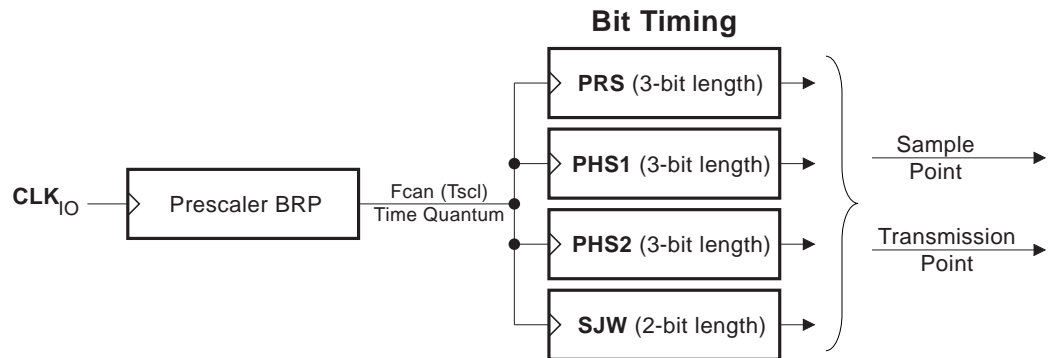 Bit Timing
PRS (3-bit length)
PHS1 (3-bit length)
Sample
Point
CLKIO
Prescaler BRP
Fcan (Tscl)
Time Quantum
PHS2 (3-bit length)
Transmission
Point
SJW (2-bit length)